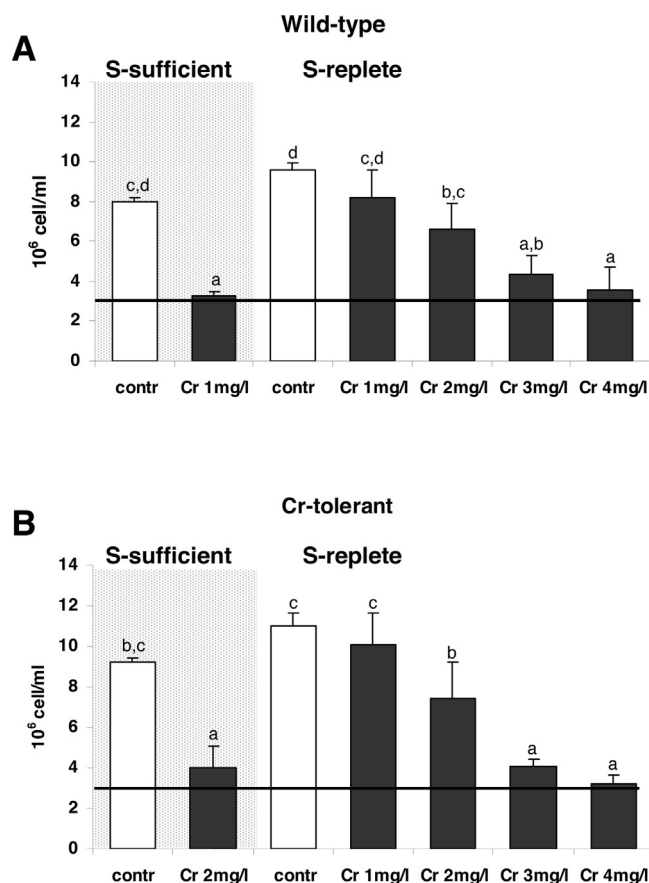 Wild-type
A
S-sufficient S-replete
14
12
10
8
6
4
2
0
10⁶ cell/ml
c,d
a
d
c,d
b,c
a,b
a
contr Cr 1mg/l contr Cr 1mg/l Cr 2mg/l Cr 3mg/l Cr 4mg/l
Cr-tolerant
B
S-sufficient S-replete
14
12
10
8
6
4
2
0
10⁶ cell/ml
b,c
a
c
c
b
a
a
contr Cr 2mg/l contr Cr 1mg/l Cr 2mg/l Cr 3mg/l Cr 4mg/l